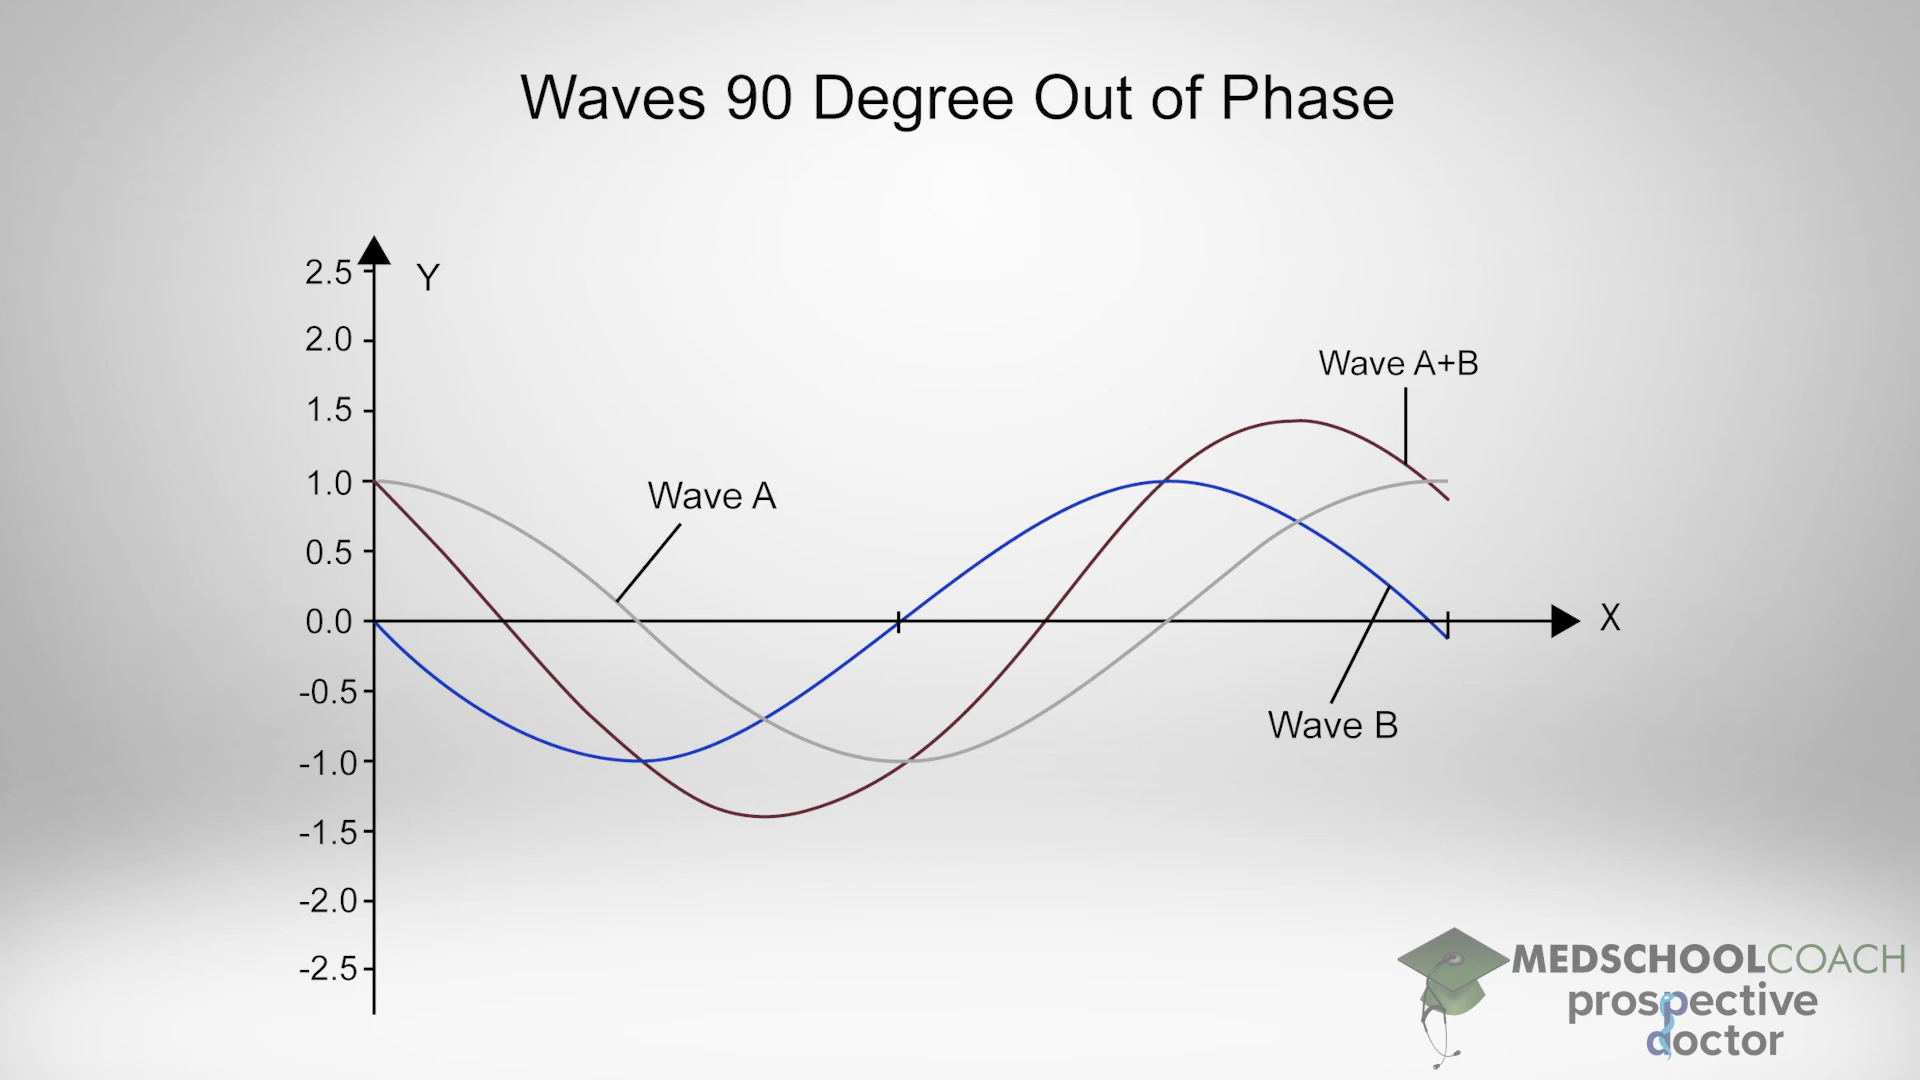 Waves 90 Degree Out of Phase
Y
2.5
2.0
1.5
1.0
0.5
0.0
-0.5
-1.0
-1.5
-2.0
-2.5
Wave A+B
Wave A
X
Wave B
MEDSCHOOLCOACH
prospective
doctor